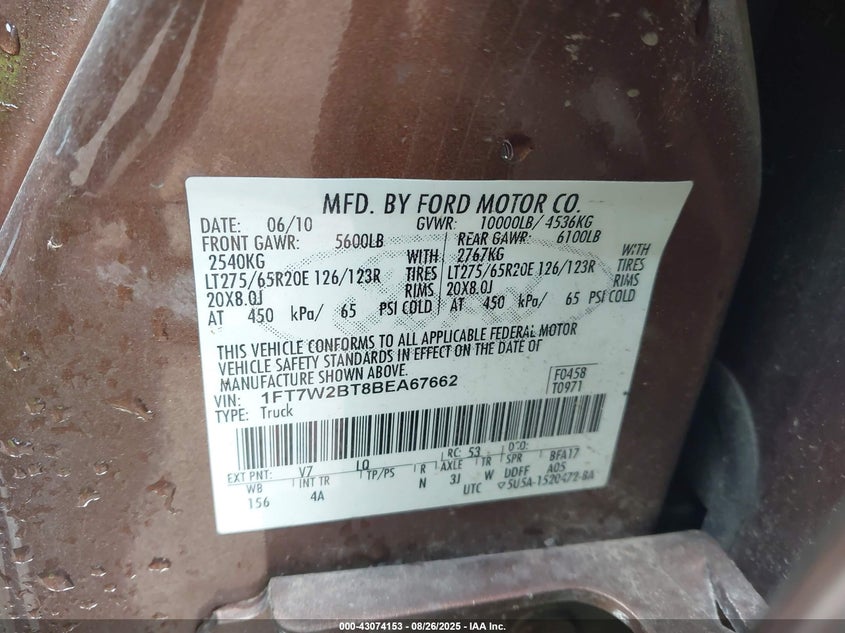 MFD. BY FORD MOTOR CO.
DATE: 06/10 GVWR: 10000LB/ 4536KG
FRONT GAWR: 5600LB REAR GAWR: 6100LB
2540KG WITH 2767KG WITH
LT275/65R20E 126/123R TIRES LT275/65R20E 126/123R TIRES
20X8.0J RIMS 20X8.0J RIMS
AT 450 kPa/ 65 PSI COLD AT 450 kPa/ 65 PSI COLD
THIS VEHICLE CONFORMS TO ALL APPLICABLE FEDERAL MOTOR
VEHICLE SAFETY STANDARDS IN EFFECT ON THE DATE OF
MANUFACTURE SHOWN ABOVE.
VIN: 1FT7W2BT8BEA67662 F0458
TYPE: Truck T0971
EXT PNT: V7 LQ RC: 53 DSO:
WB INT TR TP/PS R AXLE TR SPR BFA17
156 4A N 3J W UDFF A05
UTC 5U5A-1520472-BA
000-43074153 - 08/26/2025 - IAA Inc.